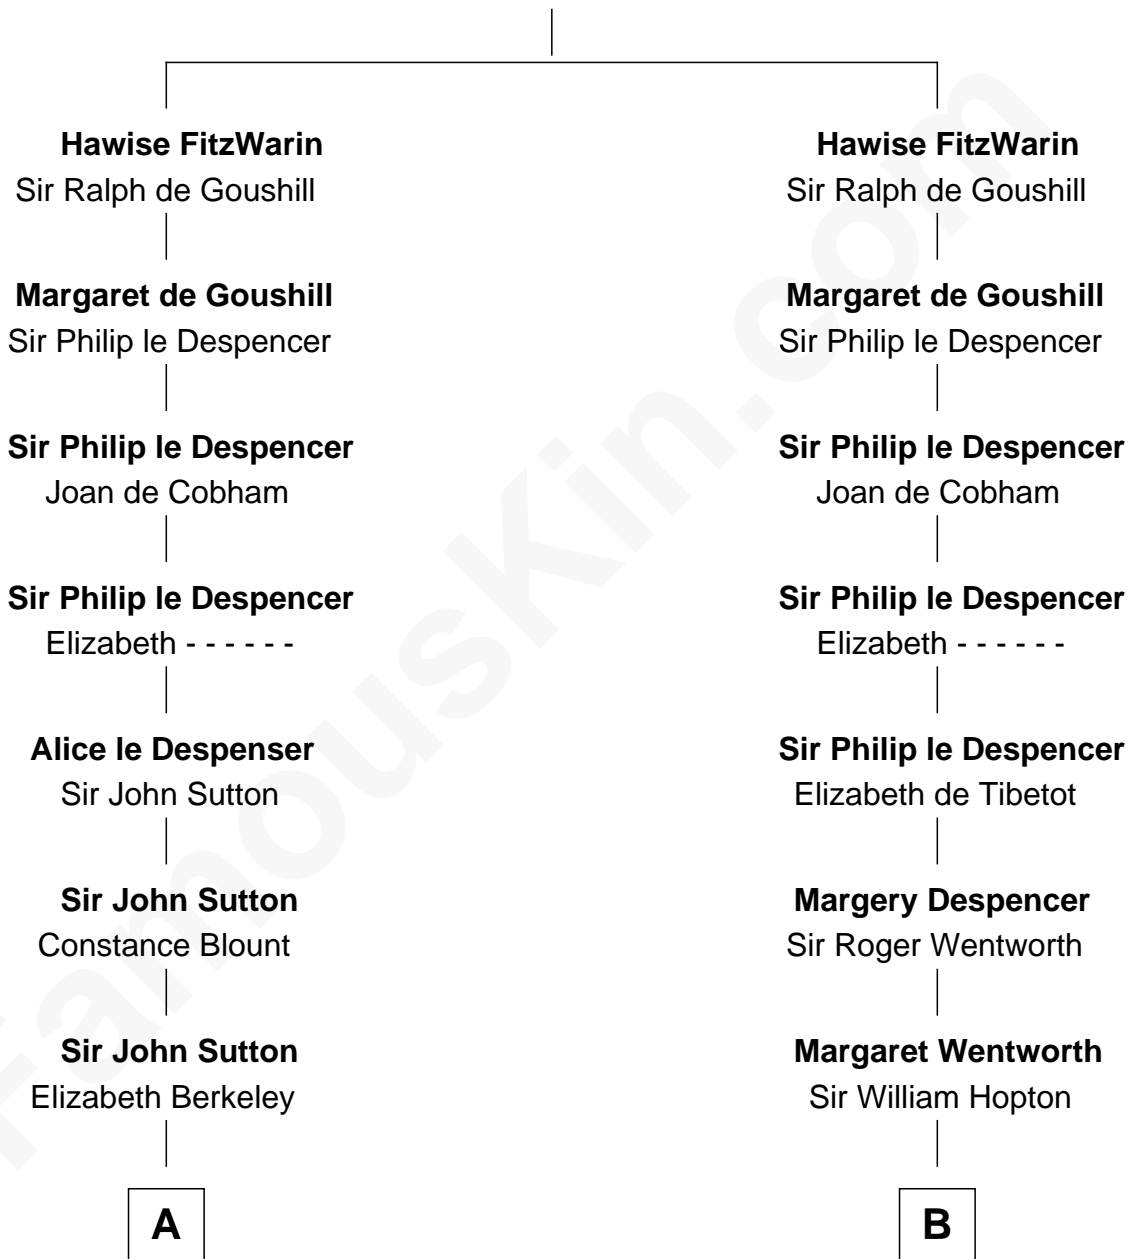 Hawise FitzWarin
Sir Ralph de Goushill
Margaret de Goushill
Sir Philip le Despencer
Sir Philip le Despencer
Joan de Cobham
Sir Philip le Despencer
Elizabeth - - - - - -
Alice le Despenser
Sir John Sutton
Sir John Sutton
Constance Blount
Sir John Sutton
Elizabeth Berkeley
A
Hawise FitzWarin
Sir Ralph de Goushill
Margaret de Goushill
Sir Philip le Despencer
Sir Philip le Despencer
Joan de Cobham
Sir Philip le Despencer
Elizabeth - - - - - -
Sir Philip le Despencer
Elizabeth de Tibetot
Margery Despencer
Sir Roger Wentworth
Margaret Wentworth
Sir William Hopton
B
FamousKin.com